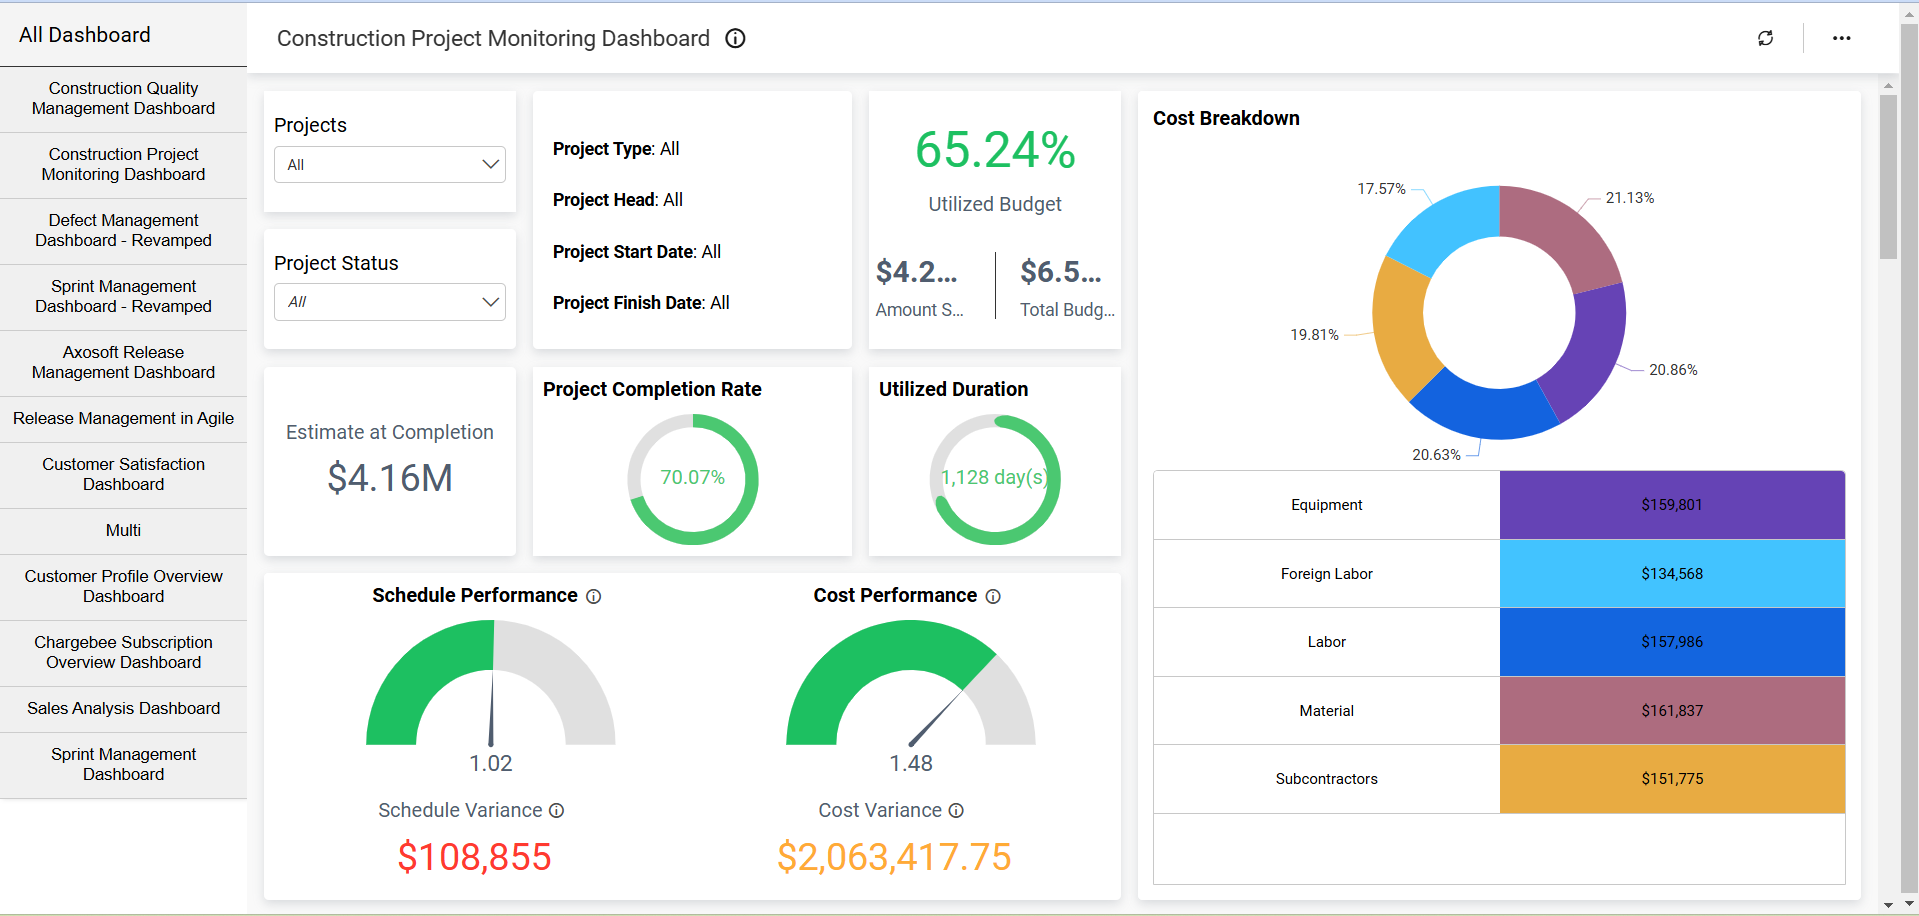 All Dashboard
Construction Quality
Management Dashboard
Construction Project
Monitoring Dashboard
Defect Management
Dashboard - Revamped
Sprint Management
Dashboard - Revamped
Axosoft Release
Management Dashboard
Release Management in Agile
Customer Satisfaction
Dashboard
Multi
Customer Profile Overview
Dashboard
Chargebee Subscription
Overview Dashboard
Sales Analysis Dashboard
Sprint Management
Dashboard
Construction Project Monitoring Dashboard
Projects
All
Project Status
All
Project Type: All
Project Head: All
Project Start Date: All
Project Finish Date: All
65.24%
Utilized Budget
$4.2...
Amount S...
$6.5...
Total Budg...
Estimate at Completion
$4.16M
Project Completion Rate
70.07%
Utilized Duration
1,128 day(s)
Schedule Performance
1.02
Schedule Variance
$108,855
Cost Performance
1.48
Cost Variance
$2,063,417.75
Cost Breakdown
17.57%
21.13%
19.81%
20.86%
20.63%
Equipment $159,801
Foreign Labor $134,568
Labor $157,986
Material $161,837
Subcontractors $151,775